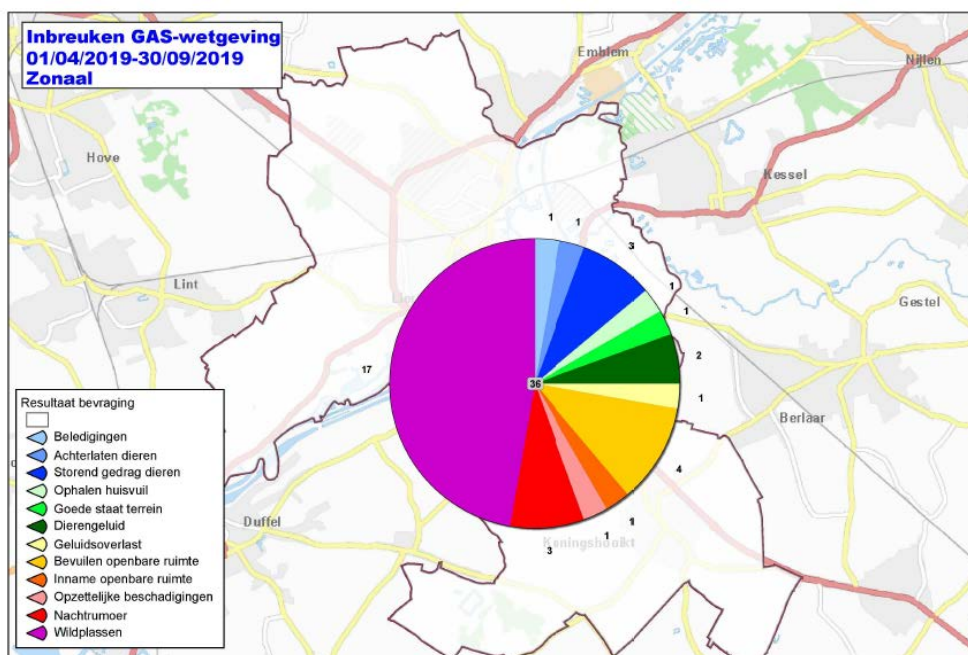 Inbreuken GAS-wetgeving
01/04/2019-30/09/2019
Zonaal
Emblem
Nijlen
Hove
Kessel
Lint
Gestel
Berlaar
Duffel
Koningshooikt
1
1
3
1
1
2
1
4
1
1
3
17
36
Resultaat bevraging
Beledigingen
Achterlaten dieren
Storend gedrag dieren
Ophalen huisvuil
Goede staat terrein
Dierengeluid
Geluidsoverlast
Bevuilen openbare ruimte
Inname openbare ruimte
Opzettelijke beschadigingen
Nachtrumoer
Wildplassen